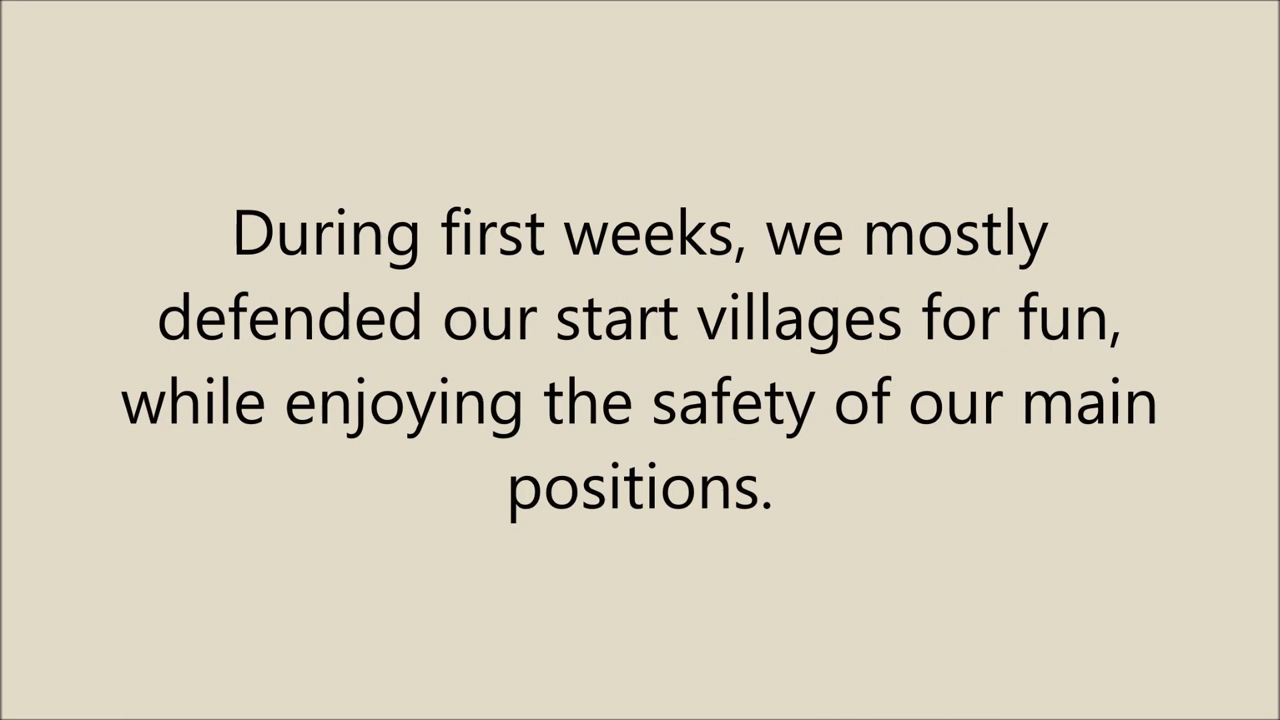 During first weeks, we mostly
defended our start villages for fun,
while enjoying the safety of our main
positions.